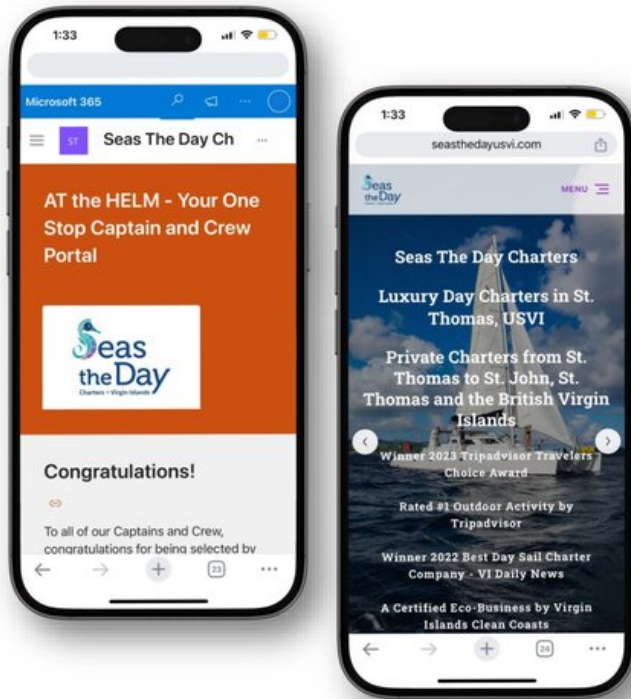 1:33
Microsoft 365
ST
Seas The Day Ch
AT the HELM - Your One
Stop Captain and Crew
Portal
Seas
the Day
Charters – Virgin Islands
Congratulations!
To all of our Captains and Crew,
congratulations for being selected by
23
1:33
seasthedayusvi.com
Seas
the Day
MENU
Seas The Day Charters
Luxury Day Charters in St.
Thomas, USVI
Private Charters from St.
Thomas to St. John, St.
Thomas and the British Virgin
Islands
Winner 2023 Tripadvisor Travelers
Choice Award
Rated #1 Outdoor Activity by
Tripadvisor
Winner 2022 Best Day Sail Charter
Company - VI Daily News
A Certified Eco-Business by Virgin
Islands Clean Coasts
24